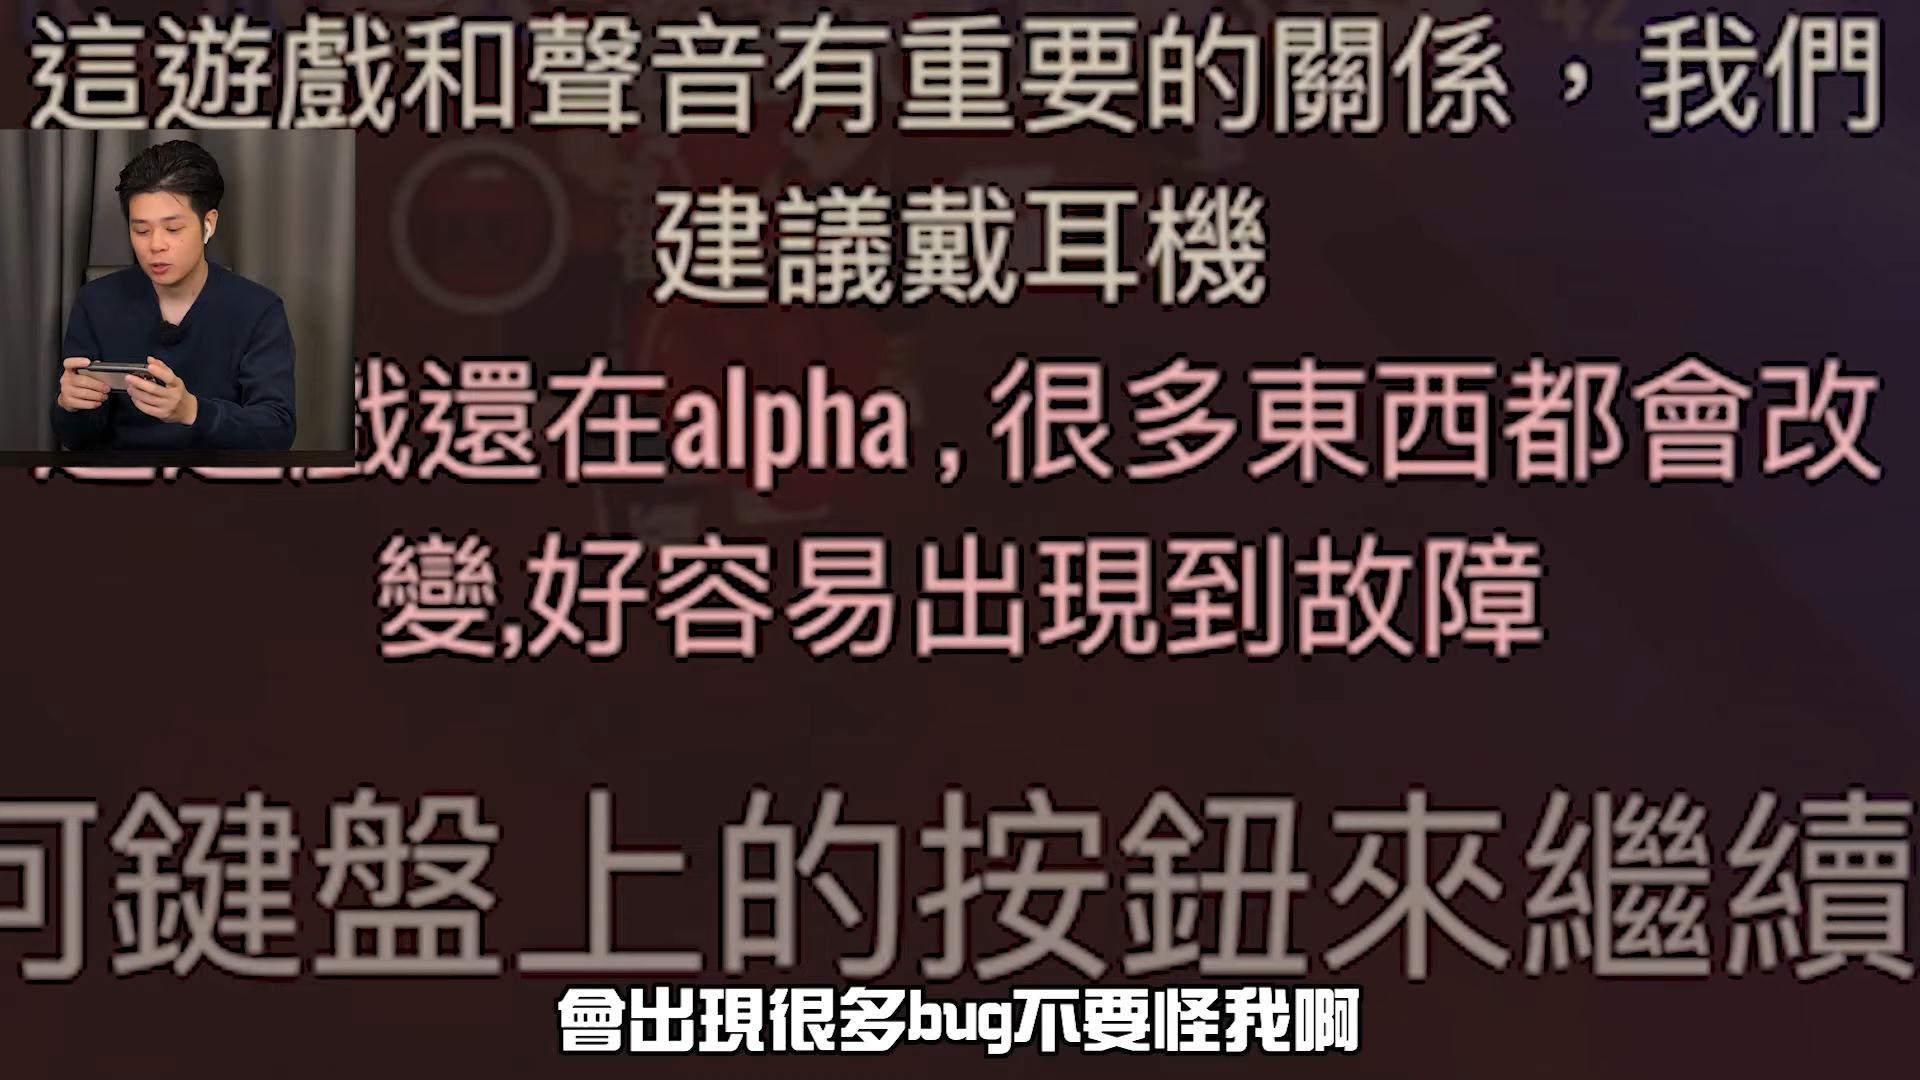 這遊戲和聲音有重要的關係，我們
建議戴耳機
戲還在alpha , 很多東西都會改
變,好容易出現到故障
何鍵盤上的按鈕來繼續
會出現很多bug不要怪我啊